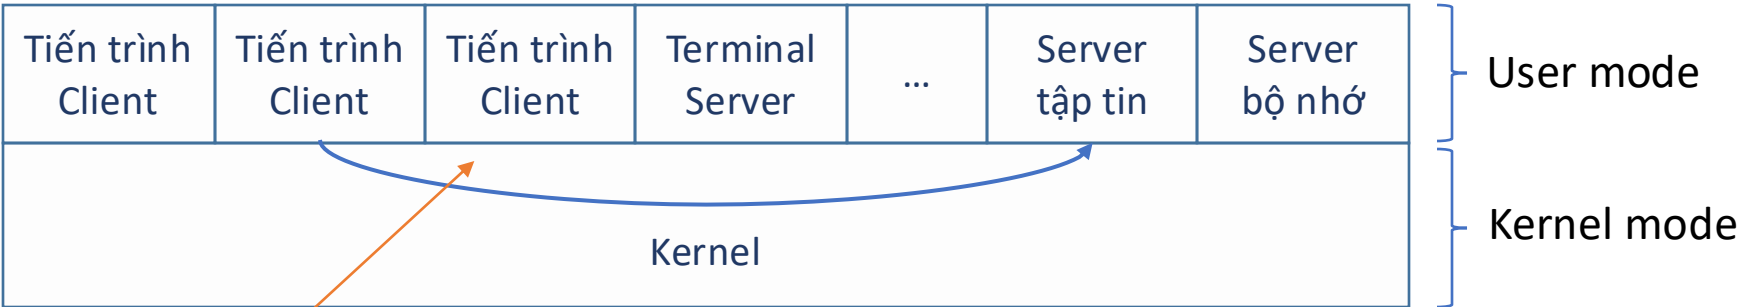 Tiến trình
Client
Tiến trình
Client
Tiến trình
Client
Terminal
Server
...
Server
tập tin
Server
bộ nhớ
User mode
Kernel
Kernel mode